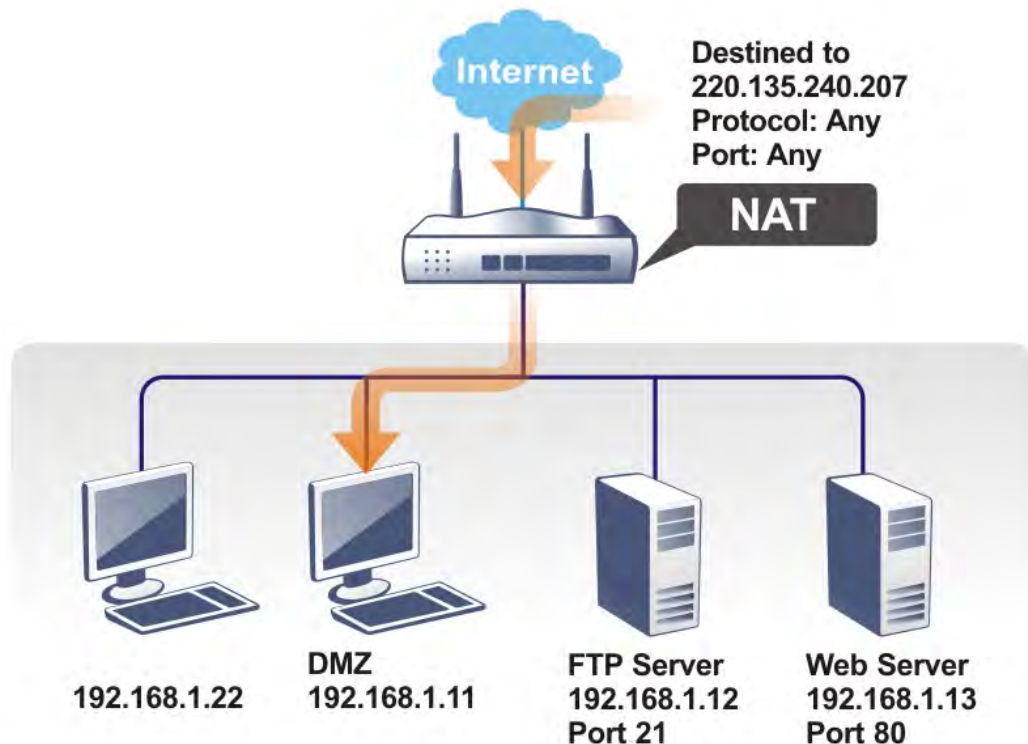 Internet
Destined to
220.135.240.207
Protocol: Any
Port: Any
NAT
192.168.1.22
DMZ
192.168.1.11
FTP Server
192.168.1.12
Port 21
Web Server
192.168.1.13
Port 80